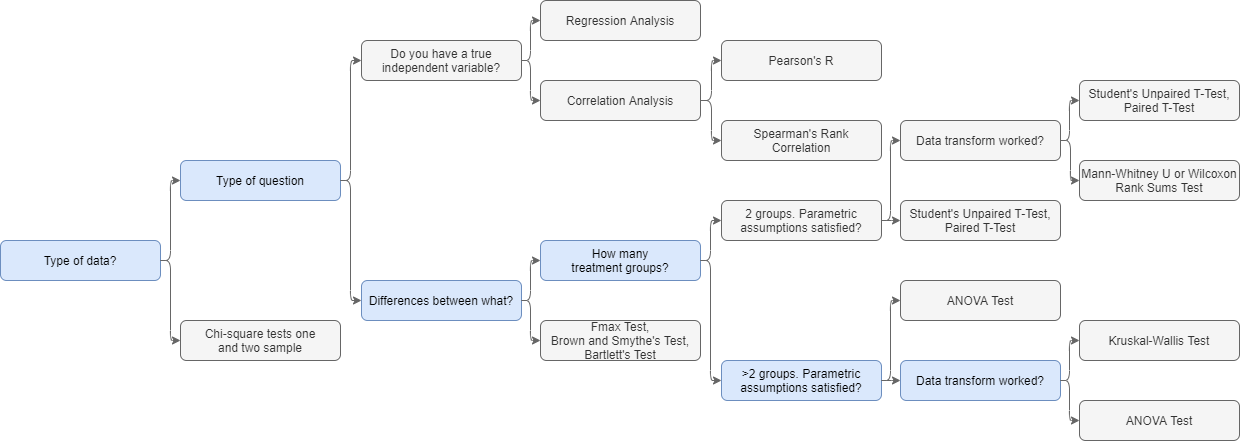 Regression Analysis
Do you have a true
independent variable?
Pearson's R
Correlation Analysis
Student's Unpaired T-Test,
Paired T-Test
Spearman's Rank
Correlation
Data transform worked?
Type of question
Mann-Whitney U or Wilcoxon
Rank Sums Test
2 groups. Parametric
assumptions satisfied?
Student's Unpaired T-Test,
Paired T-Test
Type of data?
How many
treatment groups?
Differences between what?
ANOVA Test
Chi-square tests one
and two sample
Fmax Test,
Brown and Smythe's Test,
Bartlett's Test
Kruskal-Wallis Test
>2 groups. Parametric
assumptions satisfied?
Data transform worked?
ANOVA Test